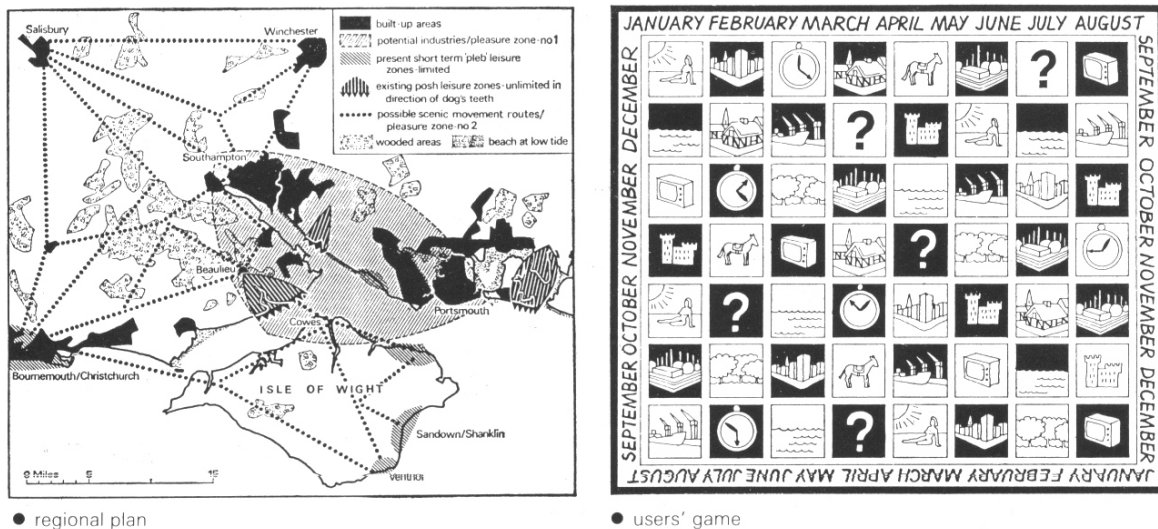 Salisbury
Winchester
built-up areas
potential industries/pleasure zone-no1
present short term 'pleb' leisure
zones-limited
existing posh leisure zones-unlimited in
direction of dog's teeth
possible scenic movement routes/
pleasure zone-no2
wooded areas
beach at low tide
Southampton
Beaulieu
Portsmouth
Cowes
Bournemouth/Christchurch
ISLE OF WIGHT
Sandown/Shanklin
Ventnor
0 Miles 5 15
regional plan
JANUARY FEBRUARY MARCH APRIL MAY JUNE JULY AUGUST
SEPTEMBER OCTOBER NOVEMBER DECEMBER
?
?
?
?
?
SEPTEMBER OCTOBER NOVEMBER DECEMBER
JANUARY FEBRUARY MARCH APRIL MAY JUNE JULY AUGUST
users' game